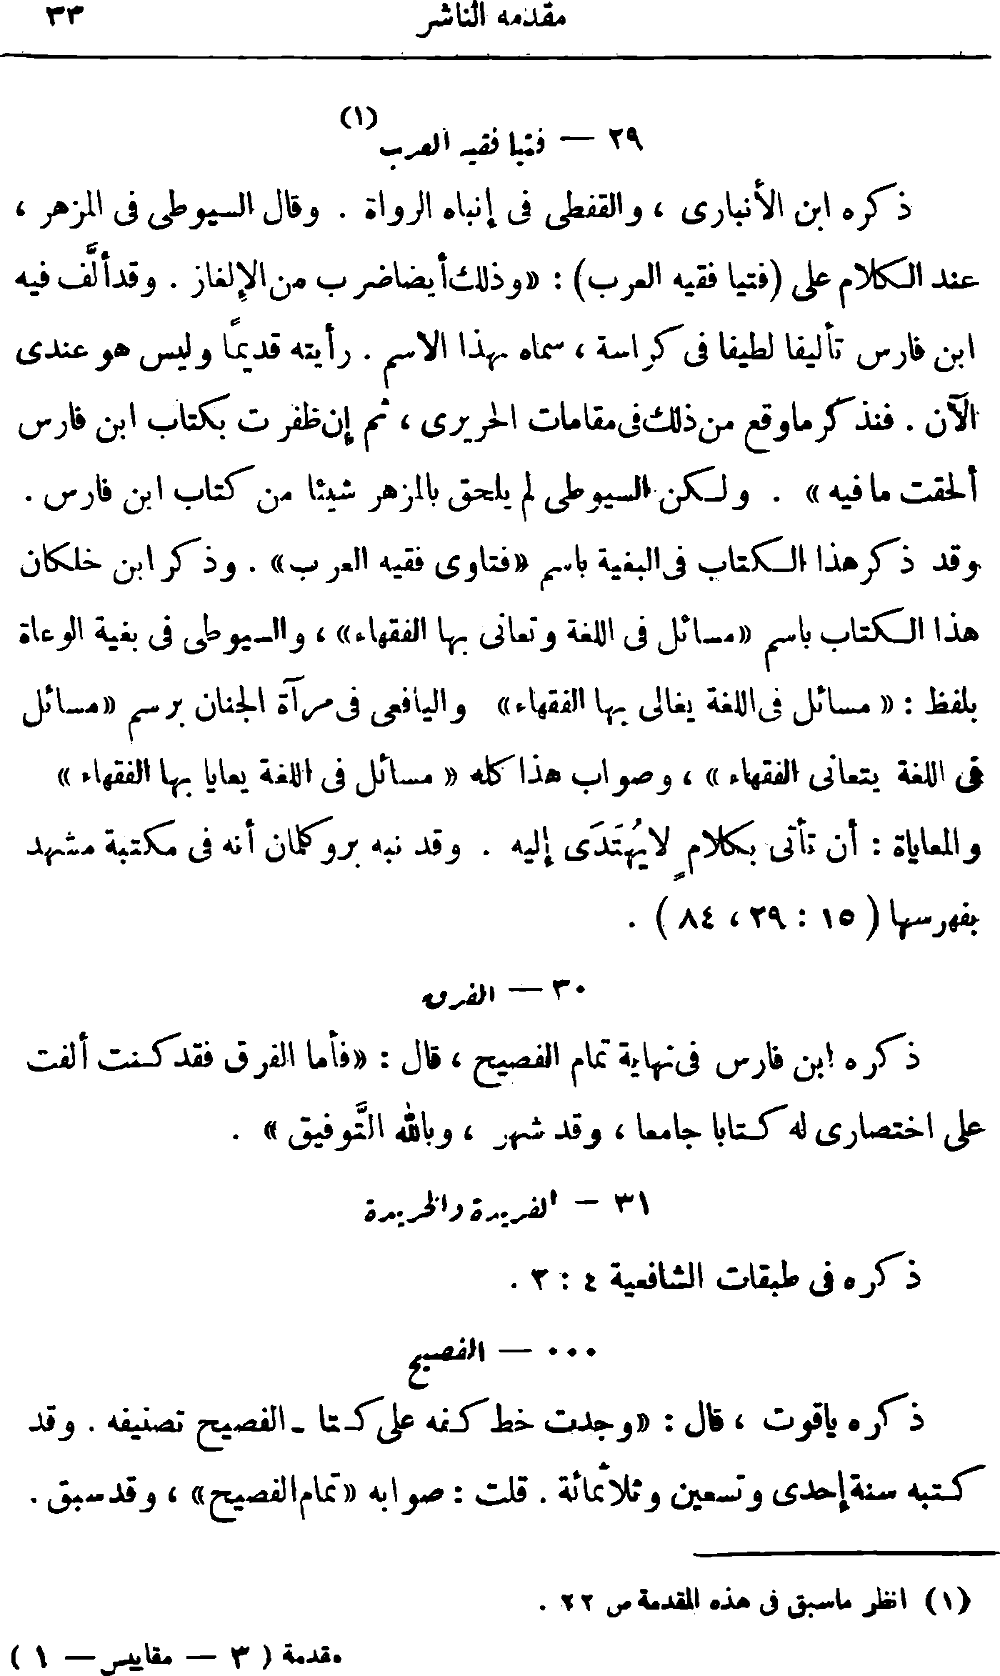 مقدمة الناشر ٣٣
٢٩ — فتيا فقيه العرب (١)
ذكره ابن الأنبارى ، والقفطى فى إنباه الرواة . وقال السيوطى فى المزهر ،
عند الكلام على (فتيا فقيه العرب) : «وذلك أيضا ضرب من الإلغاز . وقد ألَّف فيه
ابن فارس تأليفا لطيفا فى كراسة ، سماه بهذا الاسم . رأيته قديمًا وليس هو عندى
الآن . فنذكر ما وقع من ذلك فى مقامات الحريرى ، ثم إن ظفرت بكتاب ابن فارس
ألحقت ما فيه» . ولكن السيوطى لم يلحق بالمزهر شيئا من كتاب ابن فارس .
وقد ذكر هذا الكتاب فى البغية باسم «فتاوى فقيه العرب» . وذكر ابن خلكان
هذا الكتاب باسم «مسائل فى اللغة وتعانى بها الفقهاء» ، والسيوطى فى بغية الوعاة
بلفظ : «مسائل فى اللغة يغالى بها الفقهاء» واليافعى فى مرآة الجنان برسم «مسائل
فى اللغة يتعانى الفقهاء» ، وصواب هذا كله «مسائل فى اللغة يعايا بها الفقهاء»
والمعاياة : أن تأتى بكلامٍ لا يُهتَدَى إليه . وقد نبه بروكلمان أنه فى مكتبة مشهد
بفهرسها ( ١٥ : ٢٩ ، ٨٤ ) .
٣٠ — الفرق
ذكره ابن فارس فى نهاية تمام الفصيح ، قال : «فأما الفرق فقد كنت ألفت
على اختصارى له كتابا جامعا ، وقد شهر ، وبالله التَّوفيق» .
٣١ — الفريدة والخريدة
ذكره فى طبقات الشافعية ٤ : ٣ .
٠٠٠ — الفصيح
ذكره ياقوت ، قال : «وجدت خط كفه على كتا ـ الفصيح تصنيفه . وقد
كتبه سنة إحدى وتسعين وثلاثمائة . قلت : صوابه «تمام الفصيح» ، وقد سبق .
(١) انظر ماسبق فى هذه المقدمة ص ٢٢ .
مقدمة ( ٣ — مقاييس — ١ )